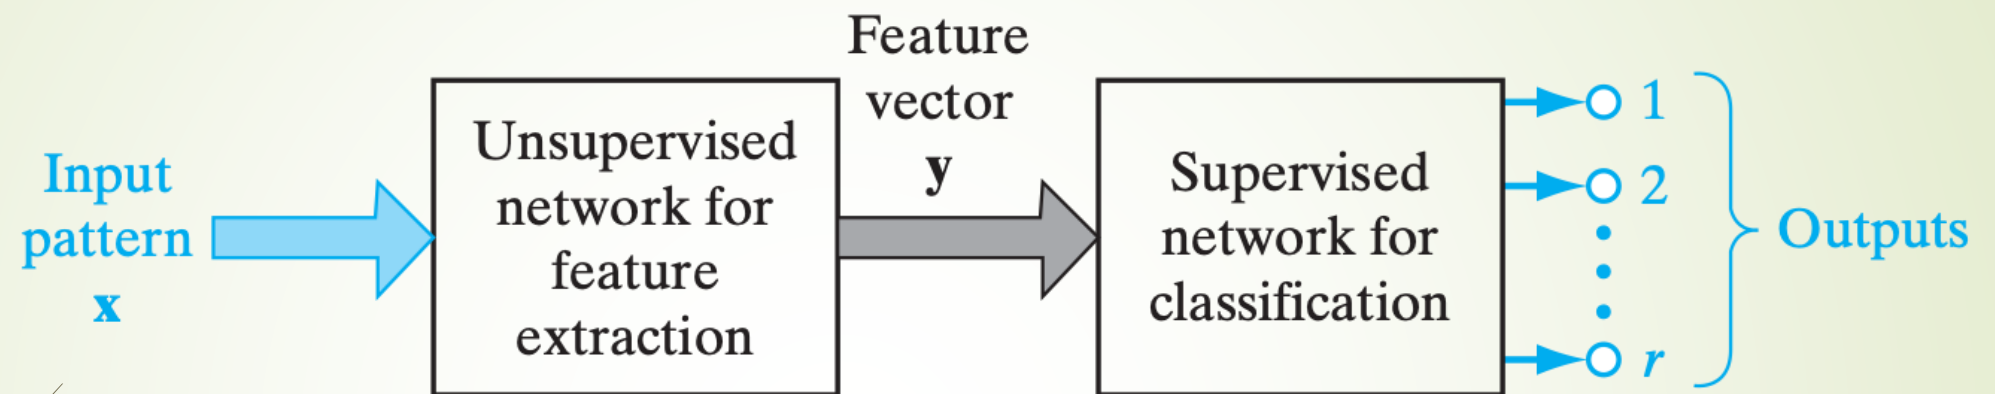 Input
pattern
x
Unsupervised
network for
feature
extraction
Feature
vector
y
Supervised
network for
classification
1
2
r
Outputs